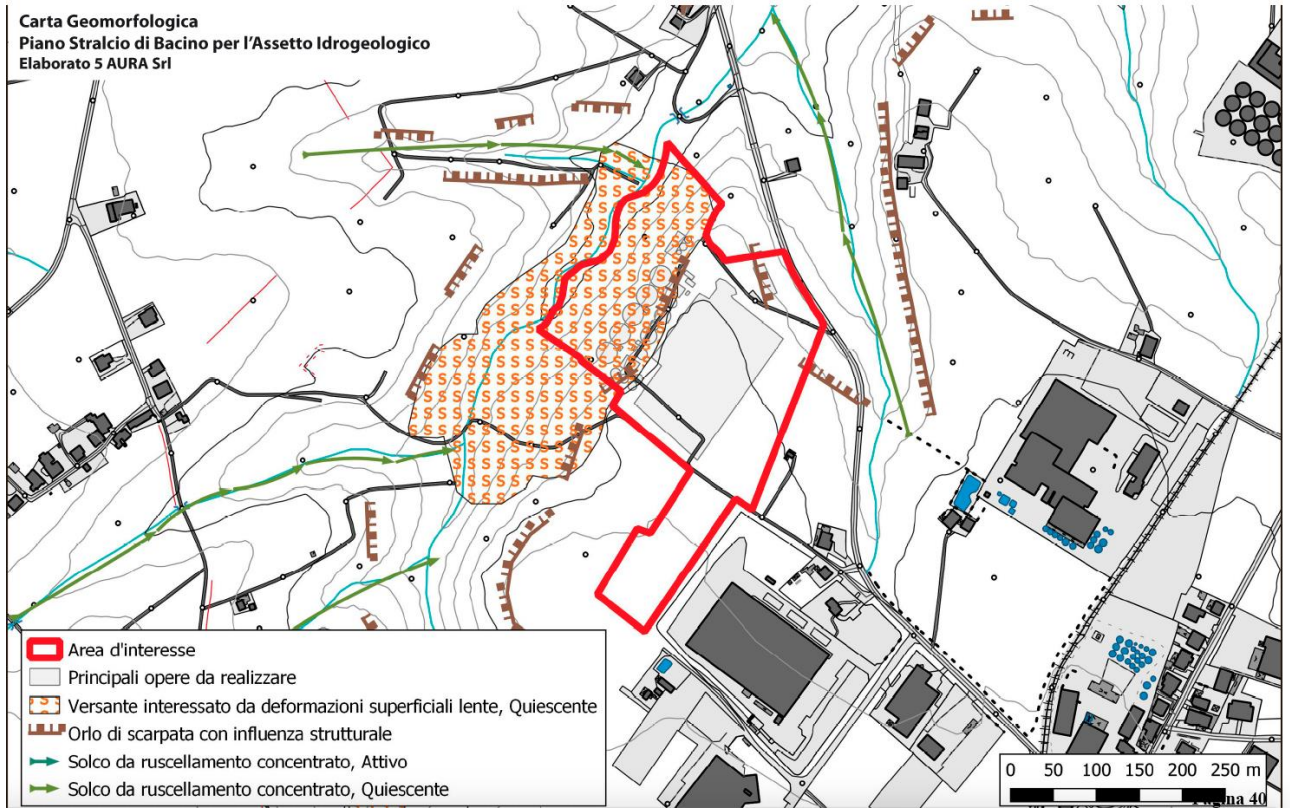 Carta Geomorfologica
Piano Stralcio di Bacino per l'Assetto Idrogeologico
Elaborato 5 AURA Srl
Area d'interesse
Principali opere da realizzare
Versante interessato da deformazioni superficiali lente, Quiescente
Orlo di scarpata con influenza strutturale
Solco da ruscellamento concentrato, Attivo
Solco da ruscellamento concentrato, Quiescente
0 50 100 150 200 250 m
Pagina 40